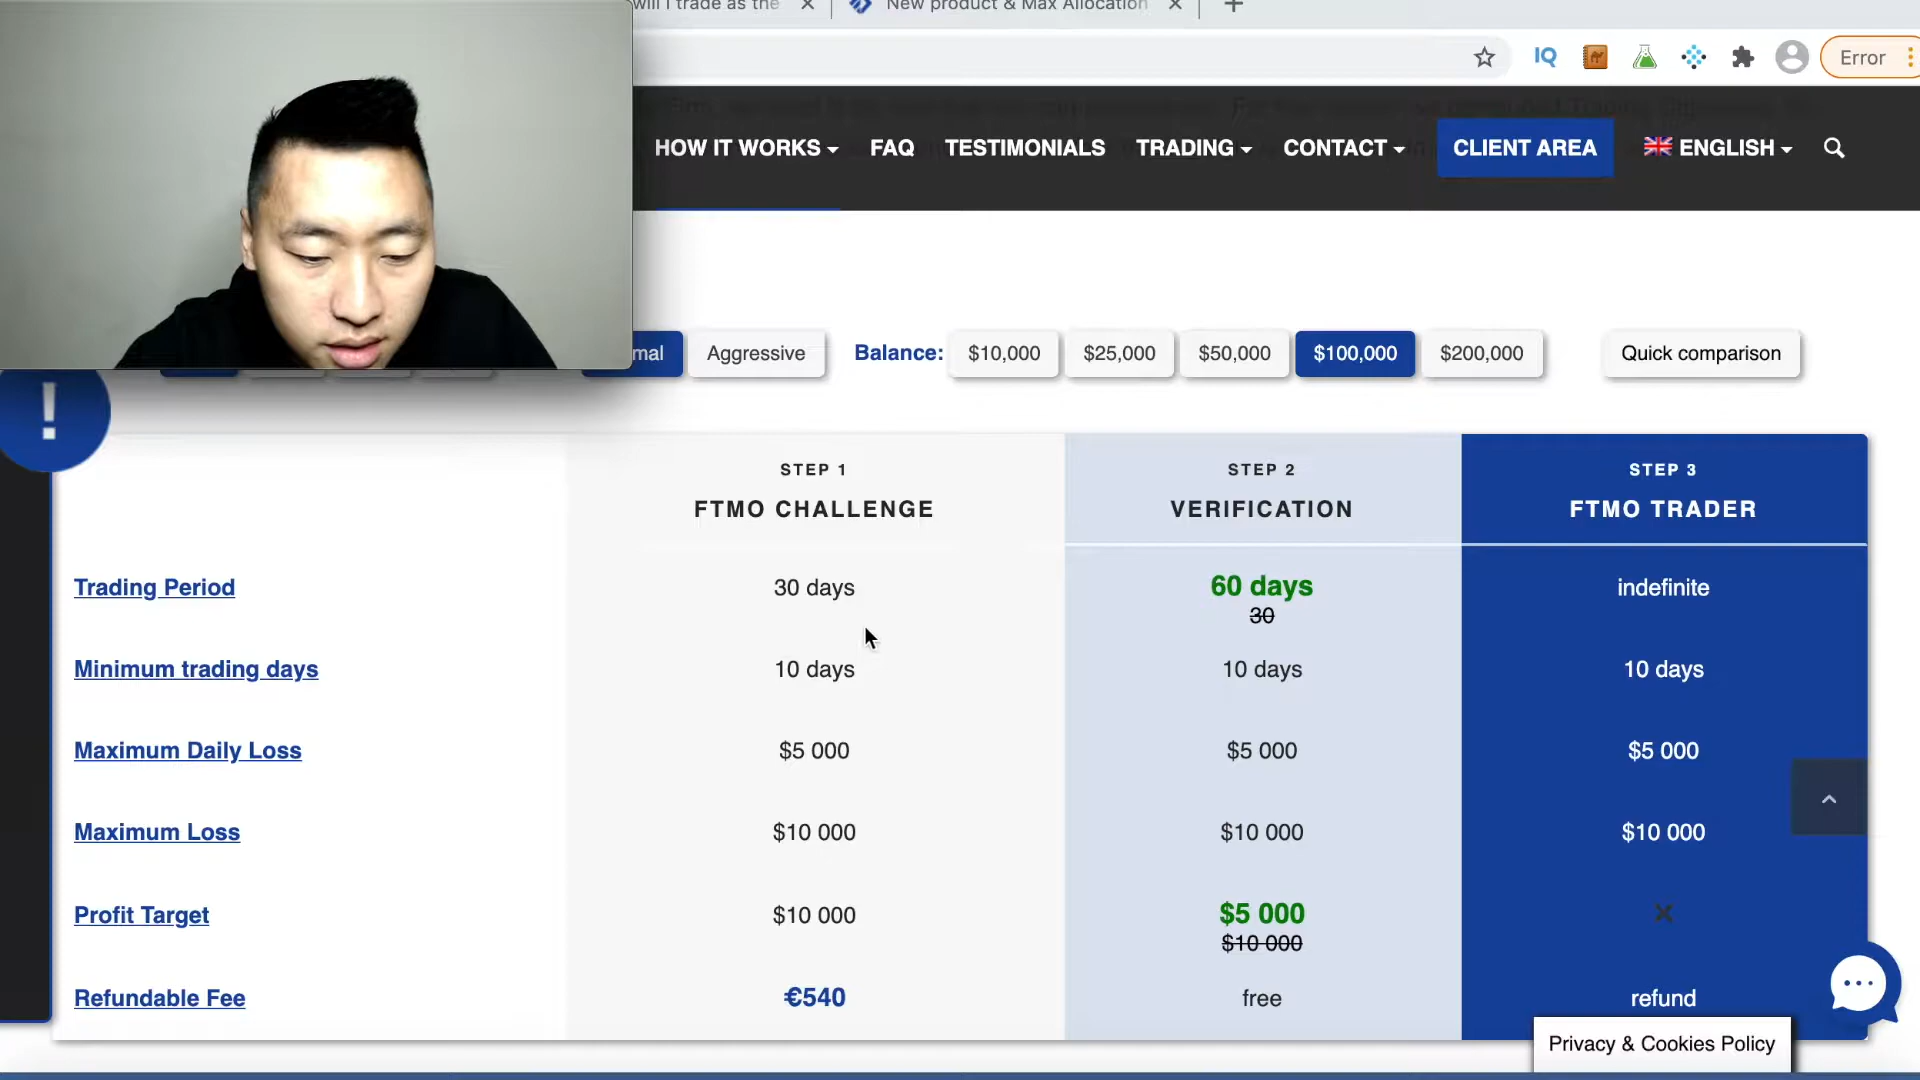 will I trade as the
New product & Max Allocation
IQ
Error
HOW IT WORKS
FAQ
TESTIMONIALS
TRADING
CONTACT
CLIENT AREA
ENGLISH
Aggressive
Balance:
$10,000
$25,000
$50,000
$100,000
$200,000
Quick comparison
!
STEP 1
STEP 2
STEP 3
FTMO CHALLENGE
VERIFICATION
FTMO TRADER
Trading Period
30 days
60 days
30
indefinite
Minimum trading days
10 days
10 days
10 days
Maximum Daily Loss
$5 000
$5 000
$5 000
Maximum Loss
$10 000
$10 000
$10 000
Profit Target
$10 000
$5 000
$10 000
Refundable Fee
€540
free
refund
Privacy & Cookies Policy